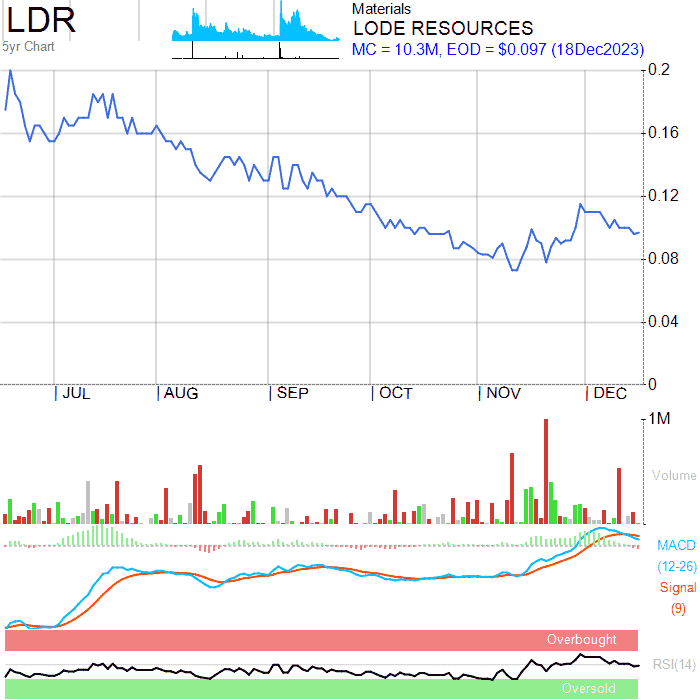 LDR
5yr Chart
Materials
LODE RESOURCES
MC = 10.3M, EOD = $0.097 (18Dec2023)
0.2
0.16
0.12
0.08
0.04
0
JUL AUG SEP OCT NOV DEC
1M
Volume
MACD
(12-26)
Signal
(9)
Overbought
RSI(14)
Oversold